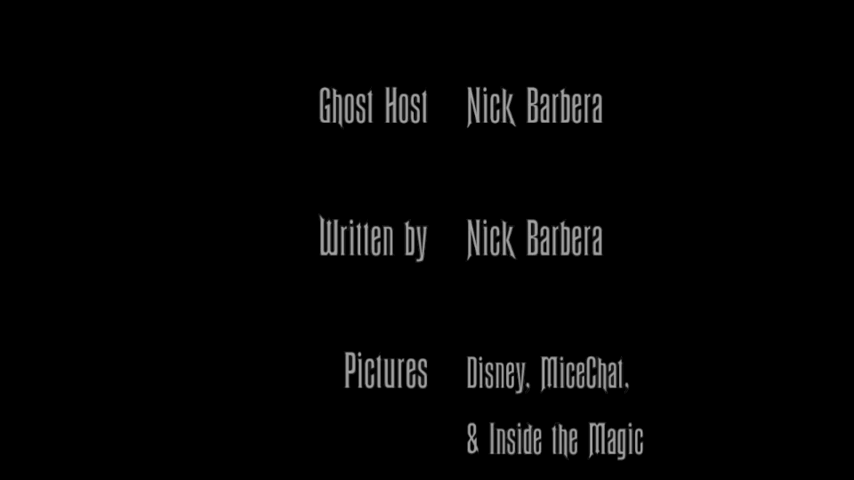 Ghost Host Nick Barbera
Written by Nick Barbera
Pictures Disney, MiceChat,
& Inside the Magic